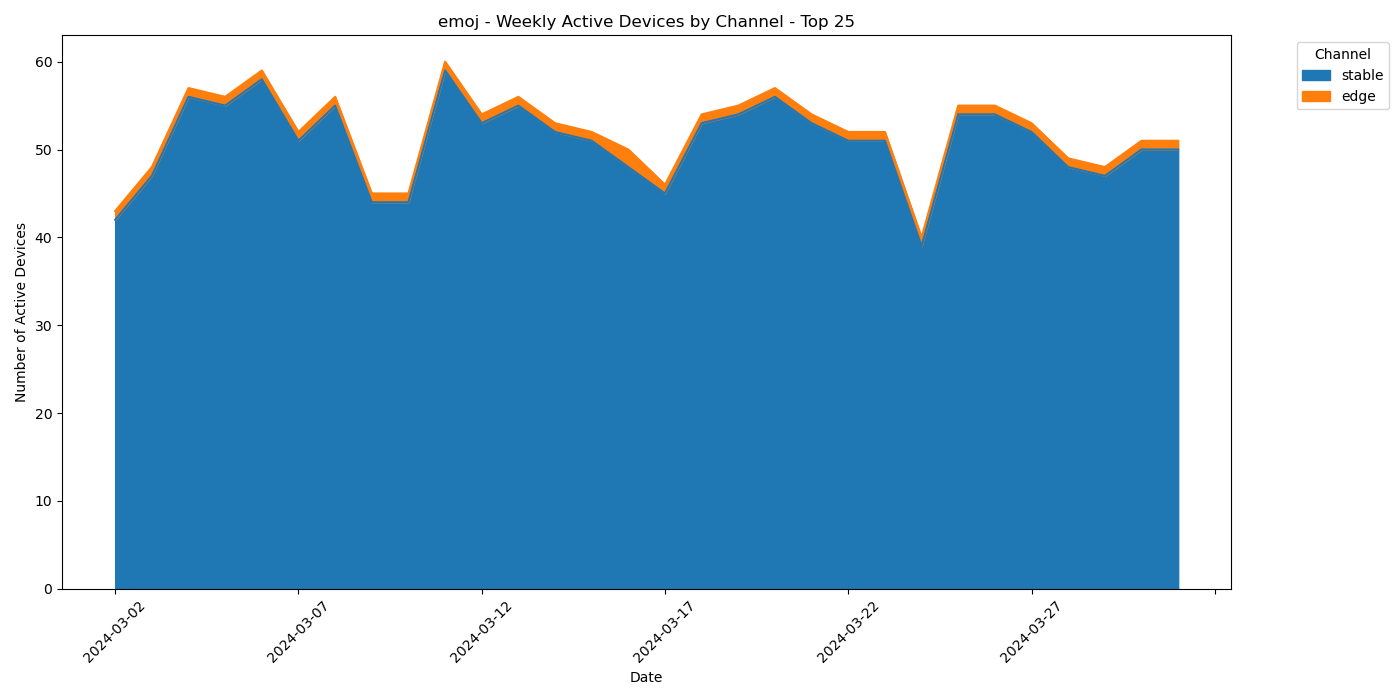 emoj - Weekly Active Devices by Channel - Top 25
Channel
stable
edge
Number of Active Devices
60
50
40
30
20
10
0
2024-03-02
2024-03-07
2024-03-12
2024-03-17
2024-03-22
2024-03-27
Date